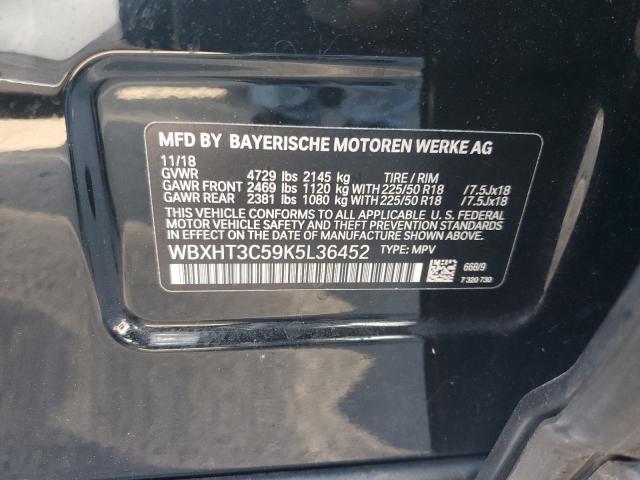 MFD BY BAYERISCHE MOTOREN WERKE AG
11/18
GVWR 4729 lbs 2145 kg TIRE / RIM
GAWR FRONT 2469 lbs 1120 kg WITH 225/50 R18 /7.5Jx18
GAWR REAR 2381 lbs 1080 kg WITH 225/50 R18 /7.5Jx18
THIS VEHICLE CONFORMS TO ALL APPLICABLE U. S. FEDERAL
MOTOR VEHICLE SAFETY, BUMPER, AND THEFT PREVENTION
STANDARDS IN EFFECT ON THE DATE OF MANUFACTURE SHOWN ABOVE.
WBXHT3C59K5L36452 TYPE: MPV
668/9
7 320 730